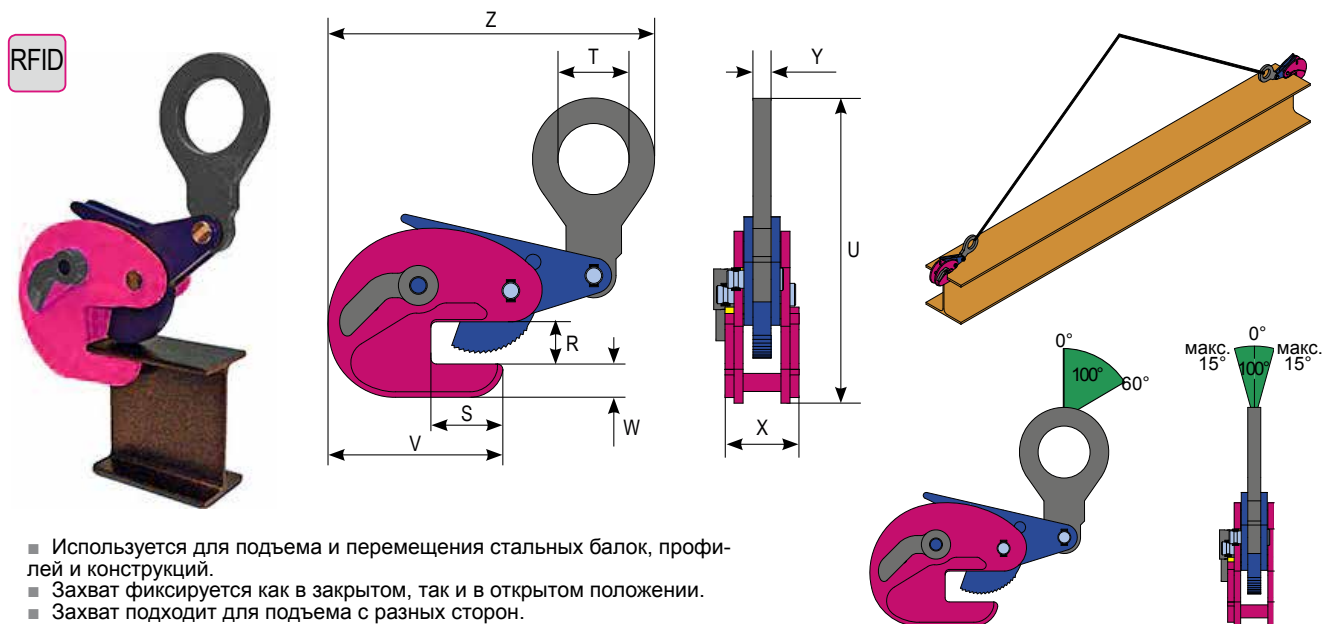 RFID
Z
T
Y
U
R
S
W
V
X
0°
100°
60°
макс.
15°
0°
100°
макс.
15°
■ Используется для подъема и перемещения стальных балок, профи-
лей и конструкций.
■ Захват фиксируется как в закрытом, так и в открытом положении.
■ Захват подходит для подъема с разных сторон.